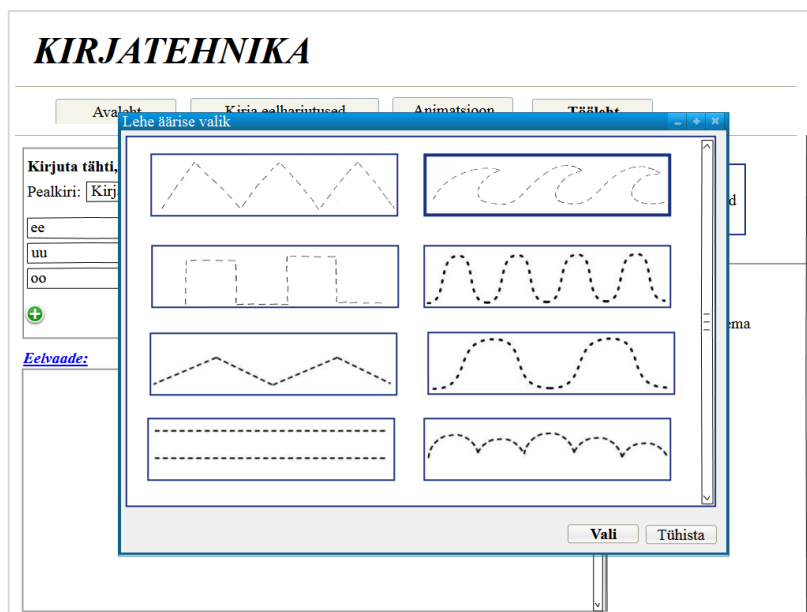 KIRJATEHNIKA
Avaleht
Kirja eelharjutused
Animatsioon
Tööleht
Lehe äärise valik
Kirjuta tähti,
Pealkiri: Kirja
ee
uu
oo
Eelvaade:
d
ema
Vali
Tühista